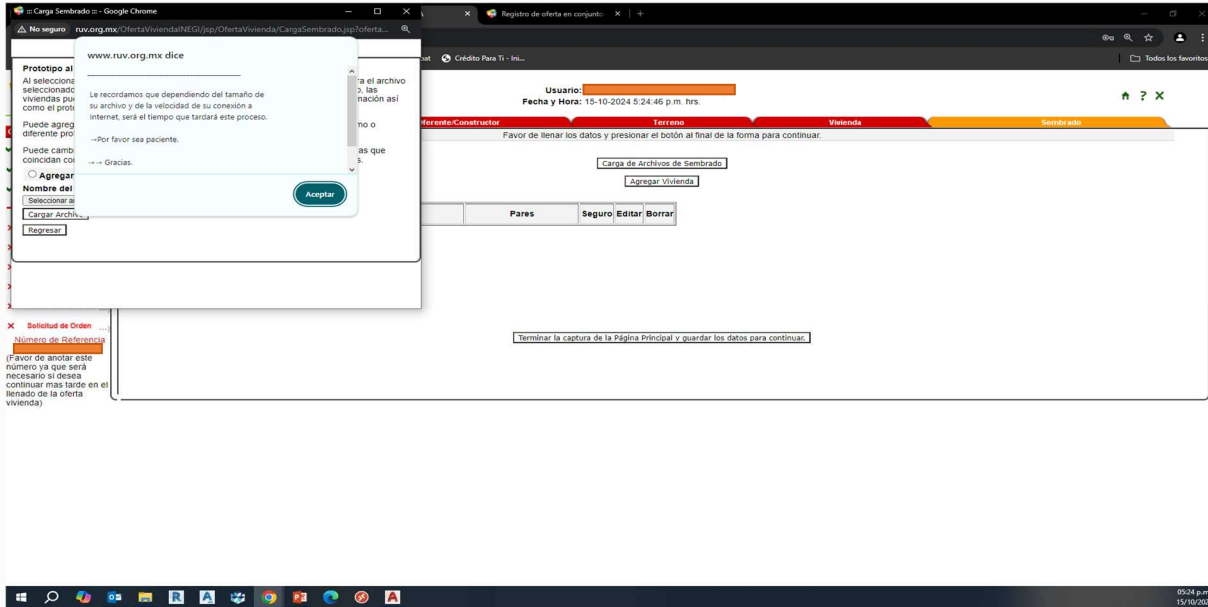 ::: Carga Sembrado ::: - Google Chrome
No seguro ruv.org.mx/OfertaViviendaINEGI/jsp/OfertaVivienda/CargaSembrado.jsp?oferta...
Registro de oferta en conjunto
Crédito Para Ti - Ini...
Todos los favoritos
www.ruv.org.mx dice
Le recordamos que dependiendo del tamaño de
su archivo y de la velocidad de su conexión a
internet, será el tiempo que tardará este proceso.
→Por favor sea paciente.
→→ Gracias.
Aceptar
Prototipo al
Al selecciona
ra el archivo
seleccionado
o, las
viviendas pue
mación así
como el proto
Puede agreg
mo o
diferente prot
Puede cambi
as que
coincidan con
s.
Agregar
Nombre del
Seleccionar a
Cargar Archivo
Regresar
Usuario:
Fecha y Hora: 15-10-2024 5:24:46 p.m. hrs.
?
ferente/Constructor
Terreno
Vivienda
Sembrado
Favor de llenar los datos y presionar el botón al final de la forma para continuar.
Carga de Archivos de Sembrado
Agregar Vivienda
Pares Seguro Editar Borrar
Terminar la captura de la Página Principal y guardar los datos para continuar.
Solicitud de Orden ...
Número de Referencia
(Favor de anotar este
número ya que será
necesario si desea
continuar mas tarde en el
llenado de la oferta
vivienda)
05:24 p.m
15/10/202